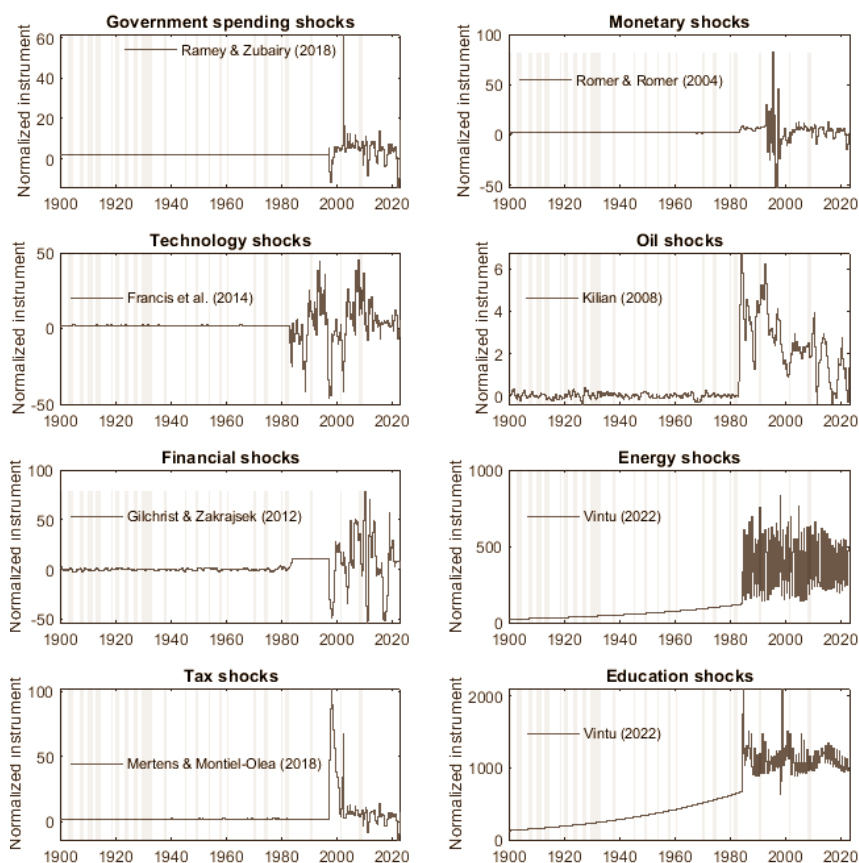 Government spending shocks
Normalized instrument
60
40
20
0
Ramey & Zubairy (2018)
1900 1920 1940 1960 1980 2000 2020
Monetary shocks
Normalized instrument
100
50
0
-50
Romer & Romer (2004)
1900 1920 1940 1960 1980 2000 2020
Technology shocks
Normalized instrument
50
0
-50
Francis et al. (2014)
1900 1920 1940 1960 1980 2000 2020
Oil shocks
Normalized instrument
6
4
2
0
Kilian (2008)
1900 1920 1940 1960 1980 2000 2020
Financial shocks
Normalized instrument
100
50
0
-50
Gilchrist & Zakrajsek (2012)
1900 1920 1940 1960 1980 2000 2020
Energy shocks
Normalized instrument
1000
500
0
Vintu (2022)
1900 1920 1940 1960 1980 2000 2020
Tax shocks
Normalized instrument
100
50
0
Mertens & Montiel-Olea (2018)
1900 1920 1940 1960 1980 2000 2020
Education shocks
Normalized instrument
2000
1000
0
Vintu (2022)
1900 1920 1940 1960 1980 2000 2020